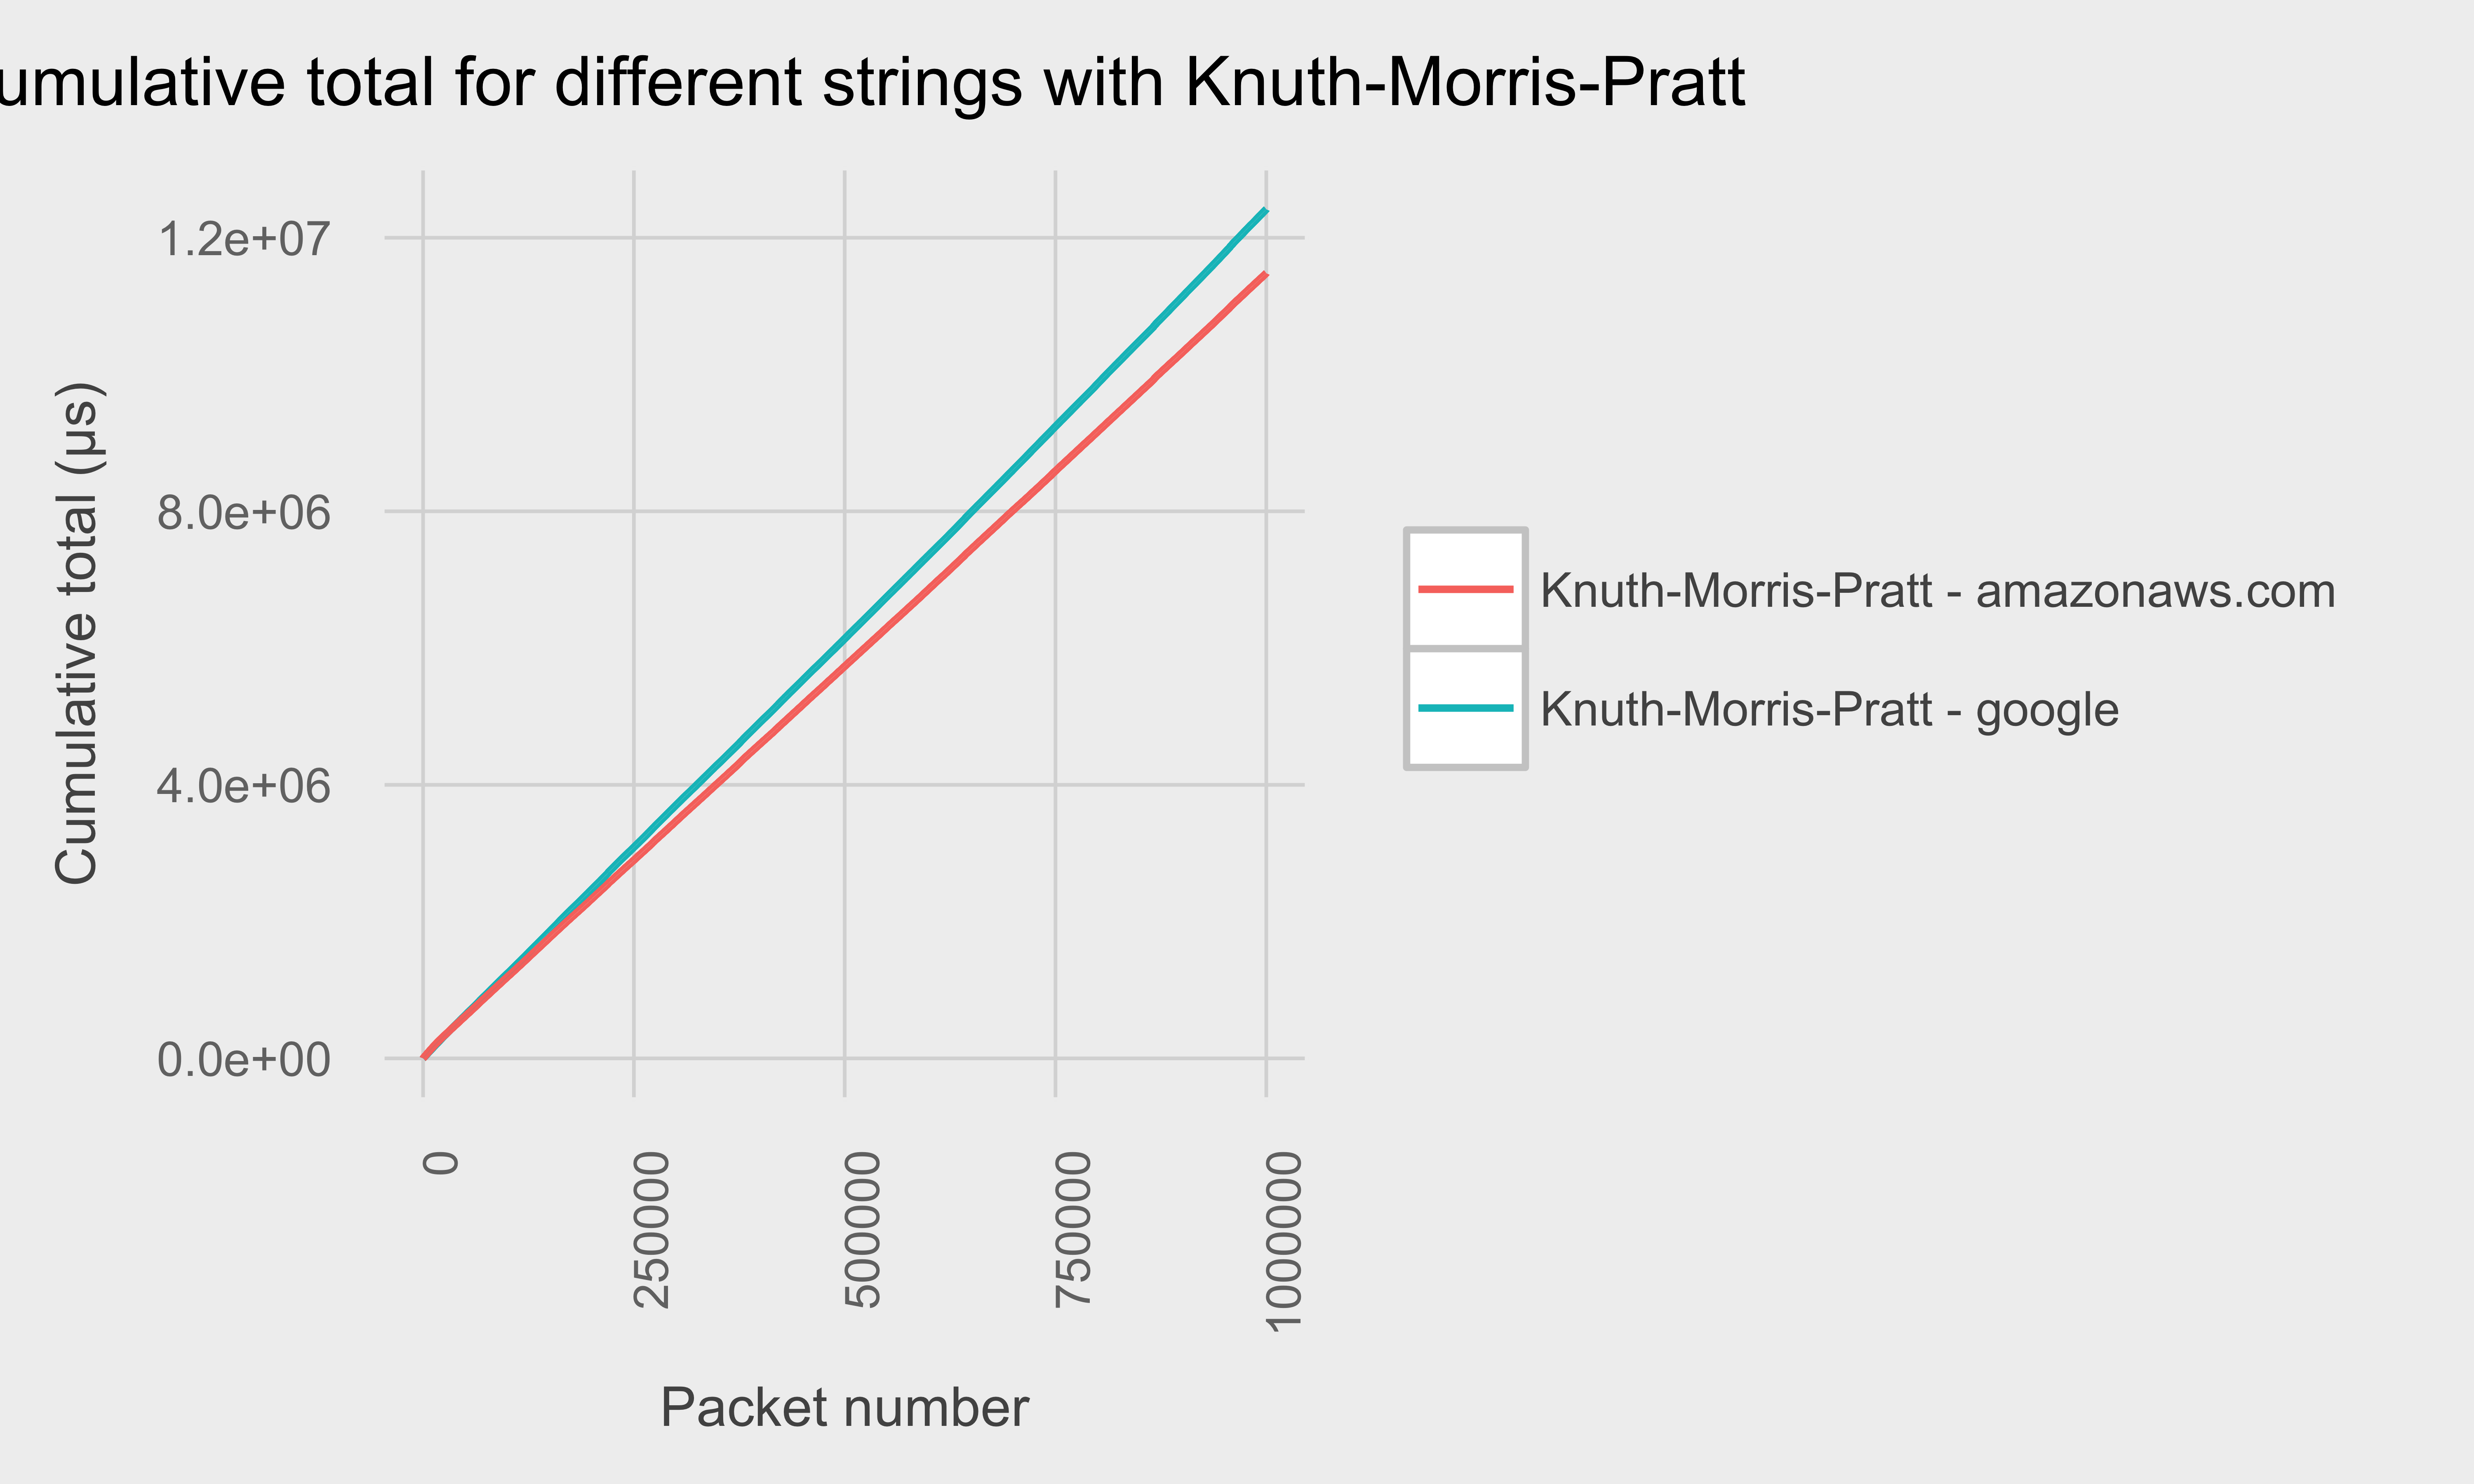 umulative total for different strings with Knuth-Morris-Pratt
Cumulative total (µs)
1.2e+07
8.0e+06
4.0e+06
0.0e+00
0
250000
500000
750000
1000000
Packet number
Knuth-Morris-Pratt - amazonaws.com
Knuth-Morris-Pratt - google